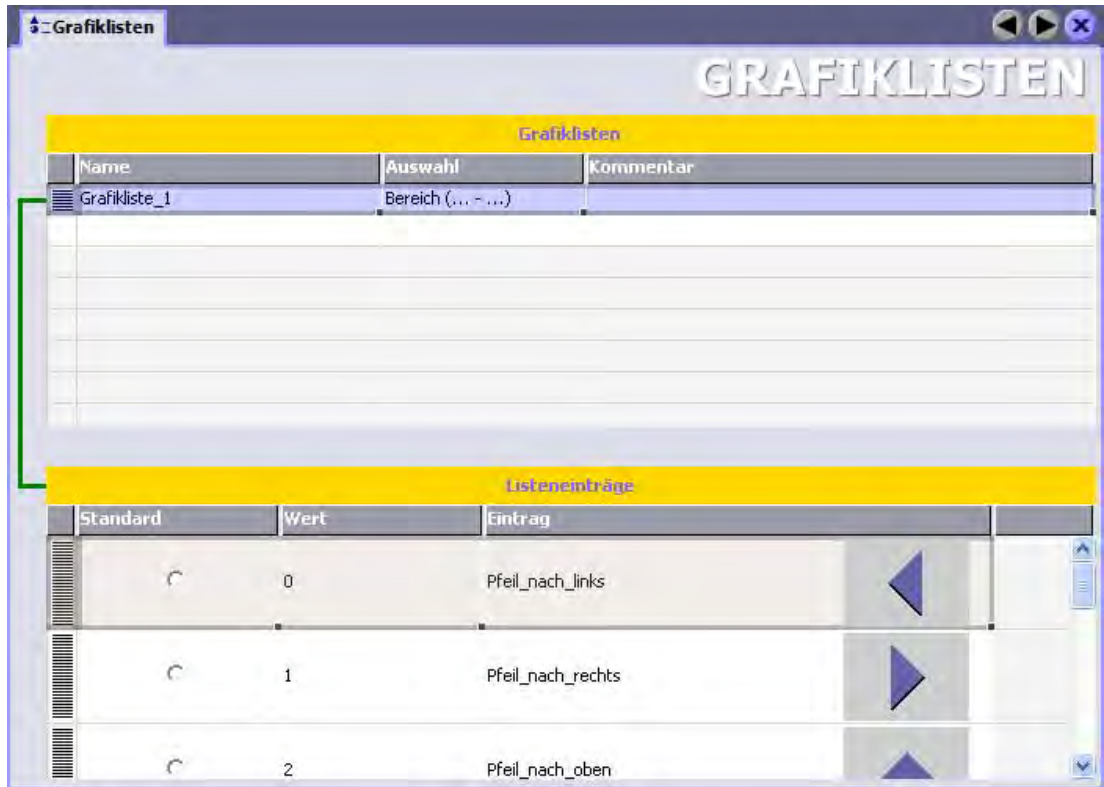 Grafiklisten
GRAFIKLISTEN
Grafiklisten
Name Auswahl Kommentar
Grafikliste_1 Bereich (... - ...)
Listeneinträge
Standard Wert Eintrag
0 Pfeil_nach_links
1 Pfeil_nach_rechts
2 Pfeil_nach_oben